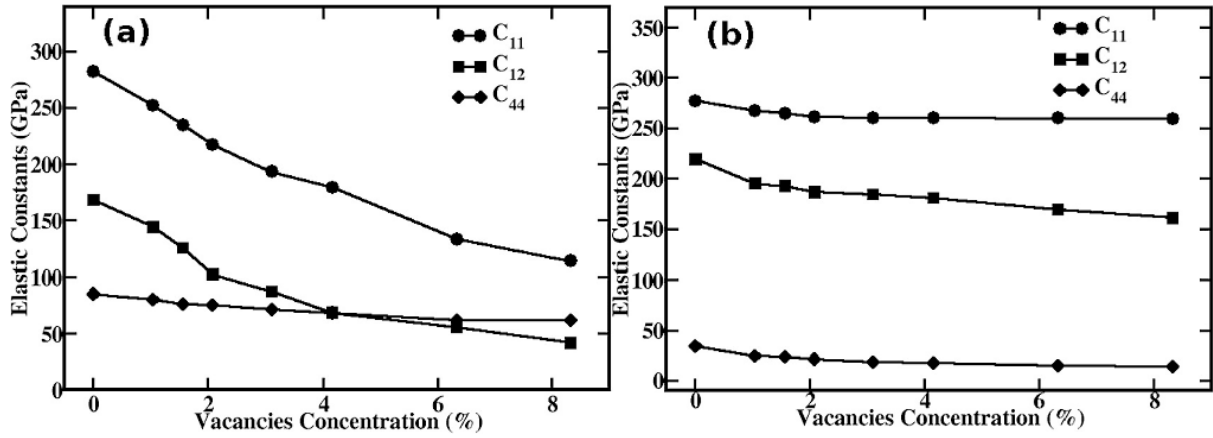 (a)
C11
C12
C44
300
250
200
150
100
50
0
Elastic Constants (GPa)
0 2 4 6 8
Vacancies Concentration (%)
(b)
C11
C12
C44
350
300
250
200
150
100
50
0
Elastic Constants (GPa)
0 2 4 6 8
Vacancies Concentration (%)